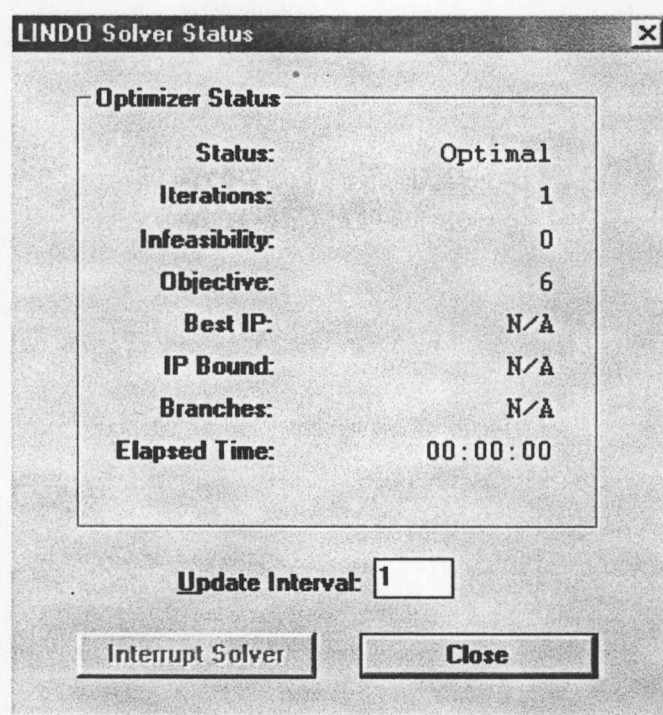 LINDO Solver Status
Optimizer Status
Status: Optimal
Iterations: 1
Infeasibility: 0
Objective: 6
Best IP: N/A
IP Bound: N/A
Branches: N/A
Elapsed Time: 00:00:00
Update Interval: 1
Interrupt Solver Close